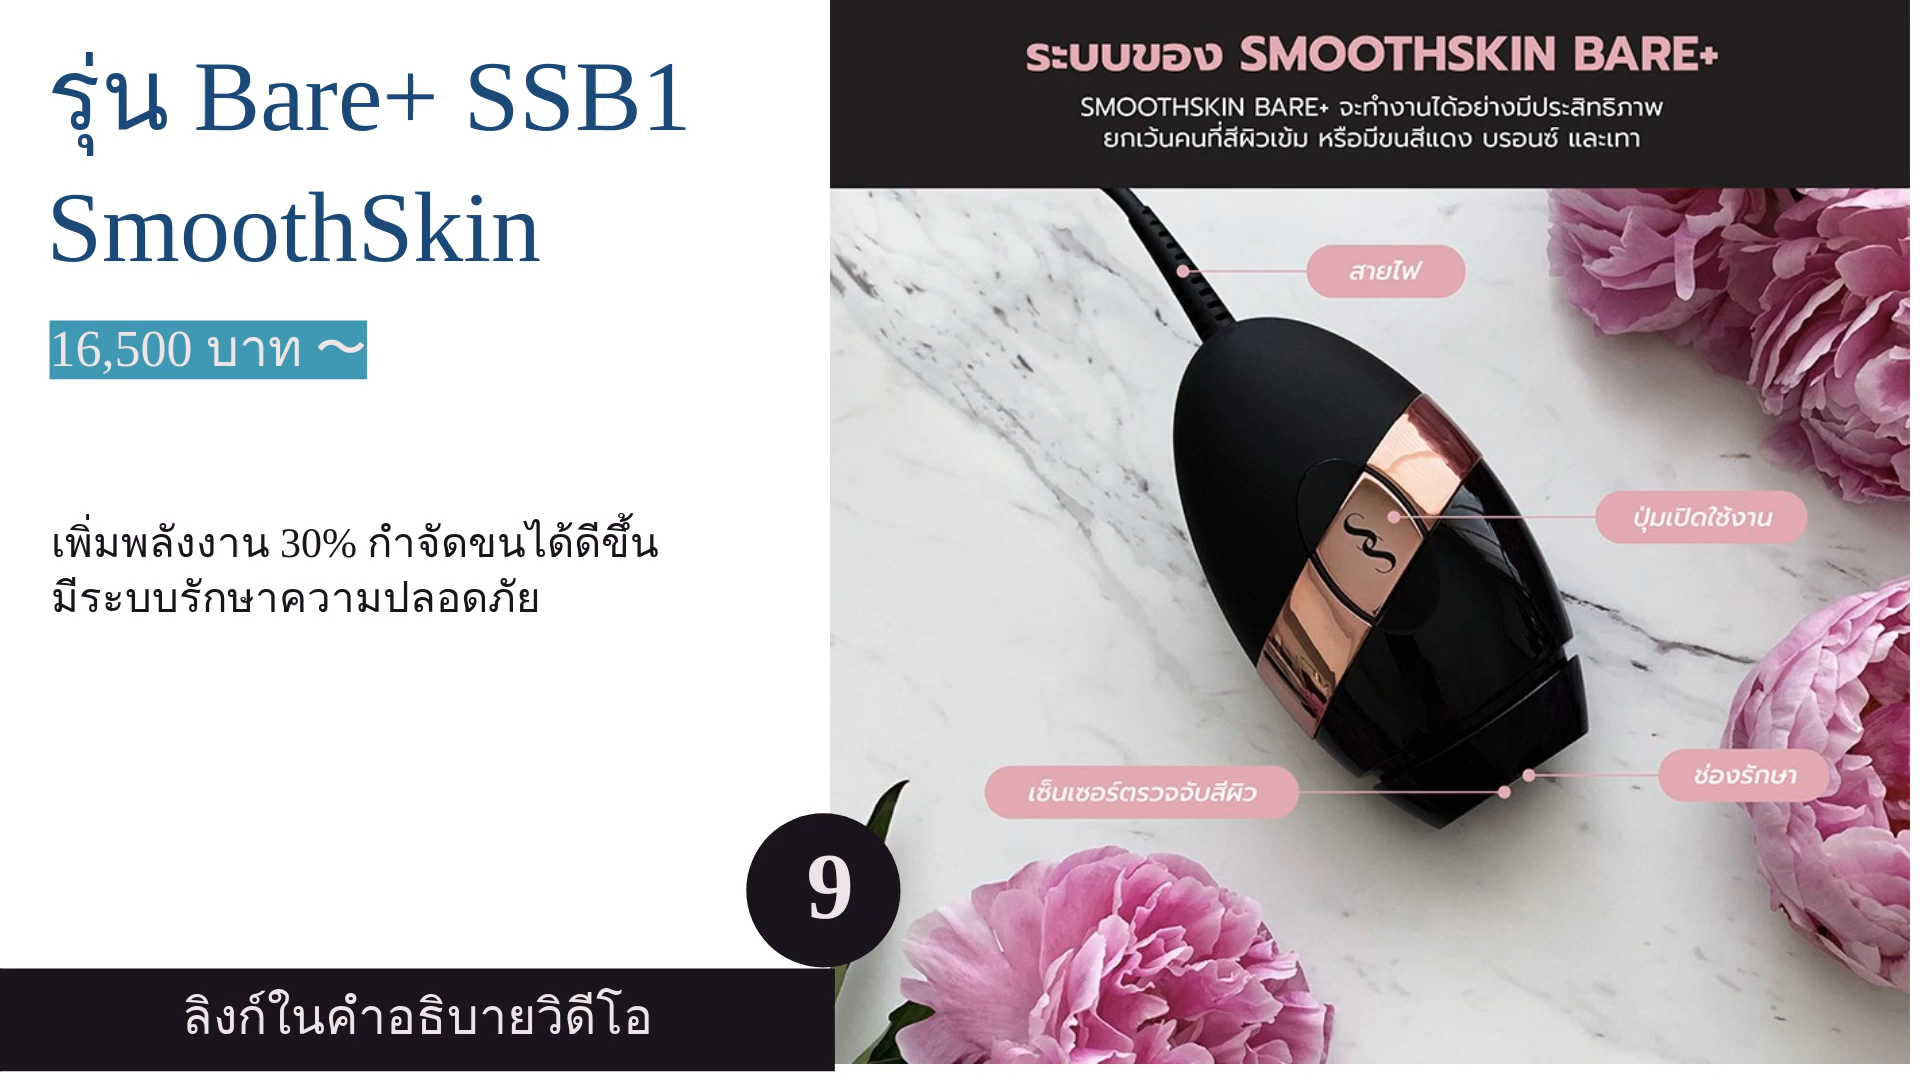 รุ่น Bare+ SSB1
SmoothSkin
16,500 บาท 〜
เพิ่มพลังงาน 30% กำจัดขนได้ดีขึ้น
มีระบบรักษาความปลอดภัย
9
ลิงก์ในคำอธิบายวิดีโอ
ระบบของ SMOOTHSKIN BARE+
SMOOTHSKIN BARE+ จะทำงานได้อย่างมีประสิทธิภาพ
ยกเว้นคนที่สีผิวเข้ม หรือมีขนสีแดง บรอนซ์ และเทา
สายไฟ
ปุ่มเปิดใช้งาน
ช่องรักษา
เซ็นเซอร์ตรวจจับสีผิว